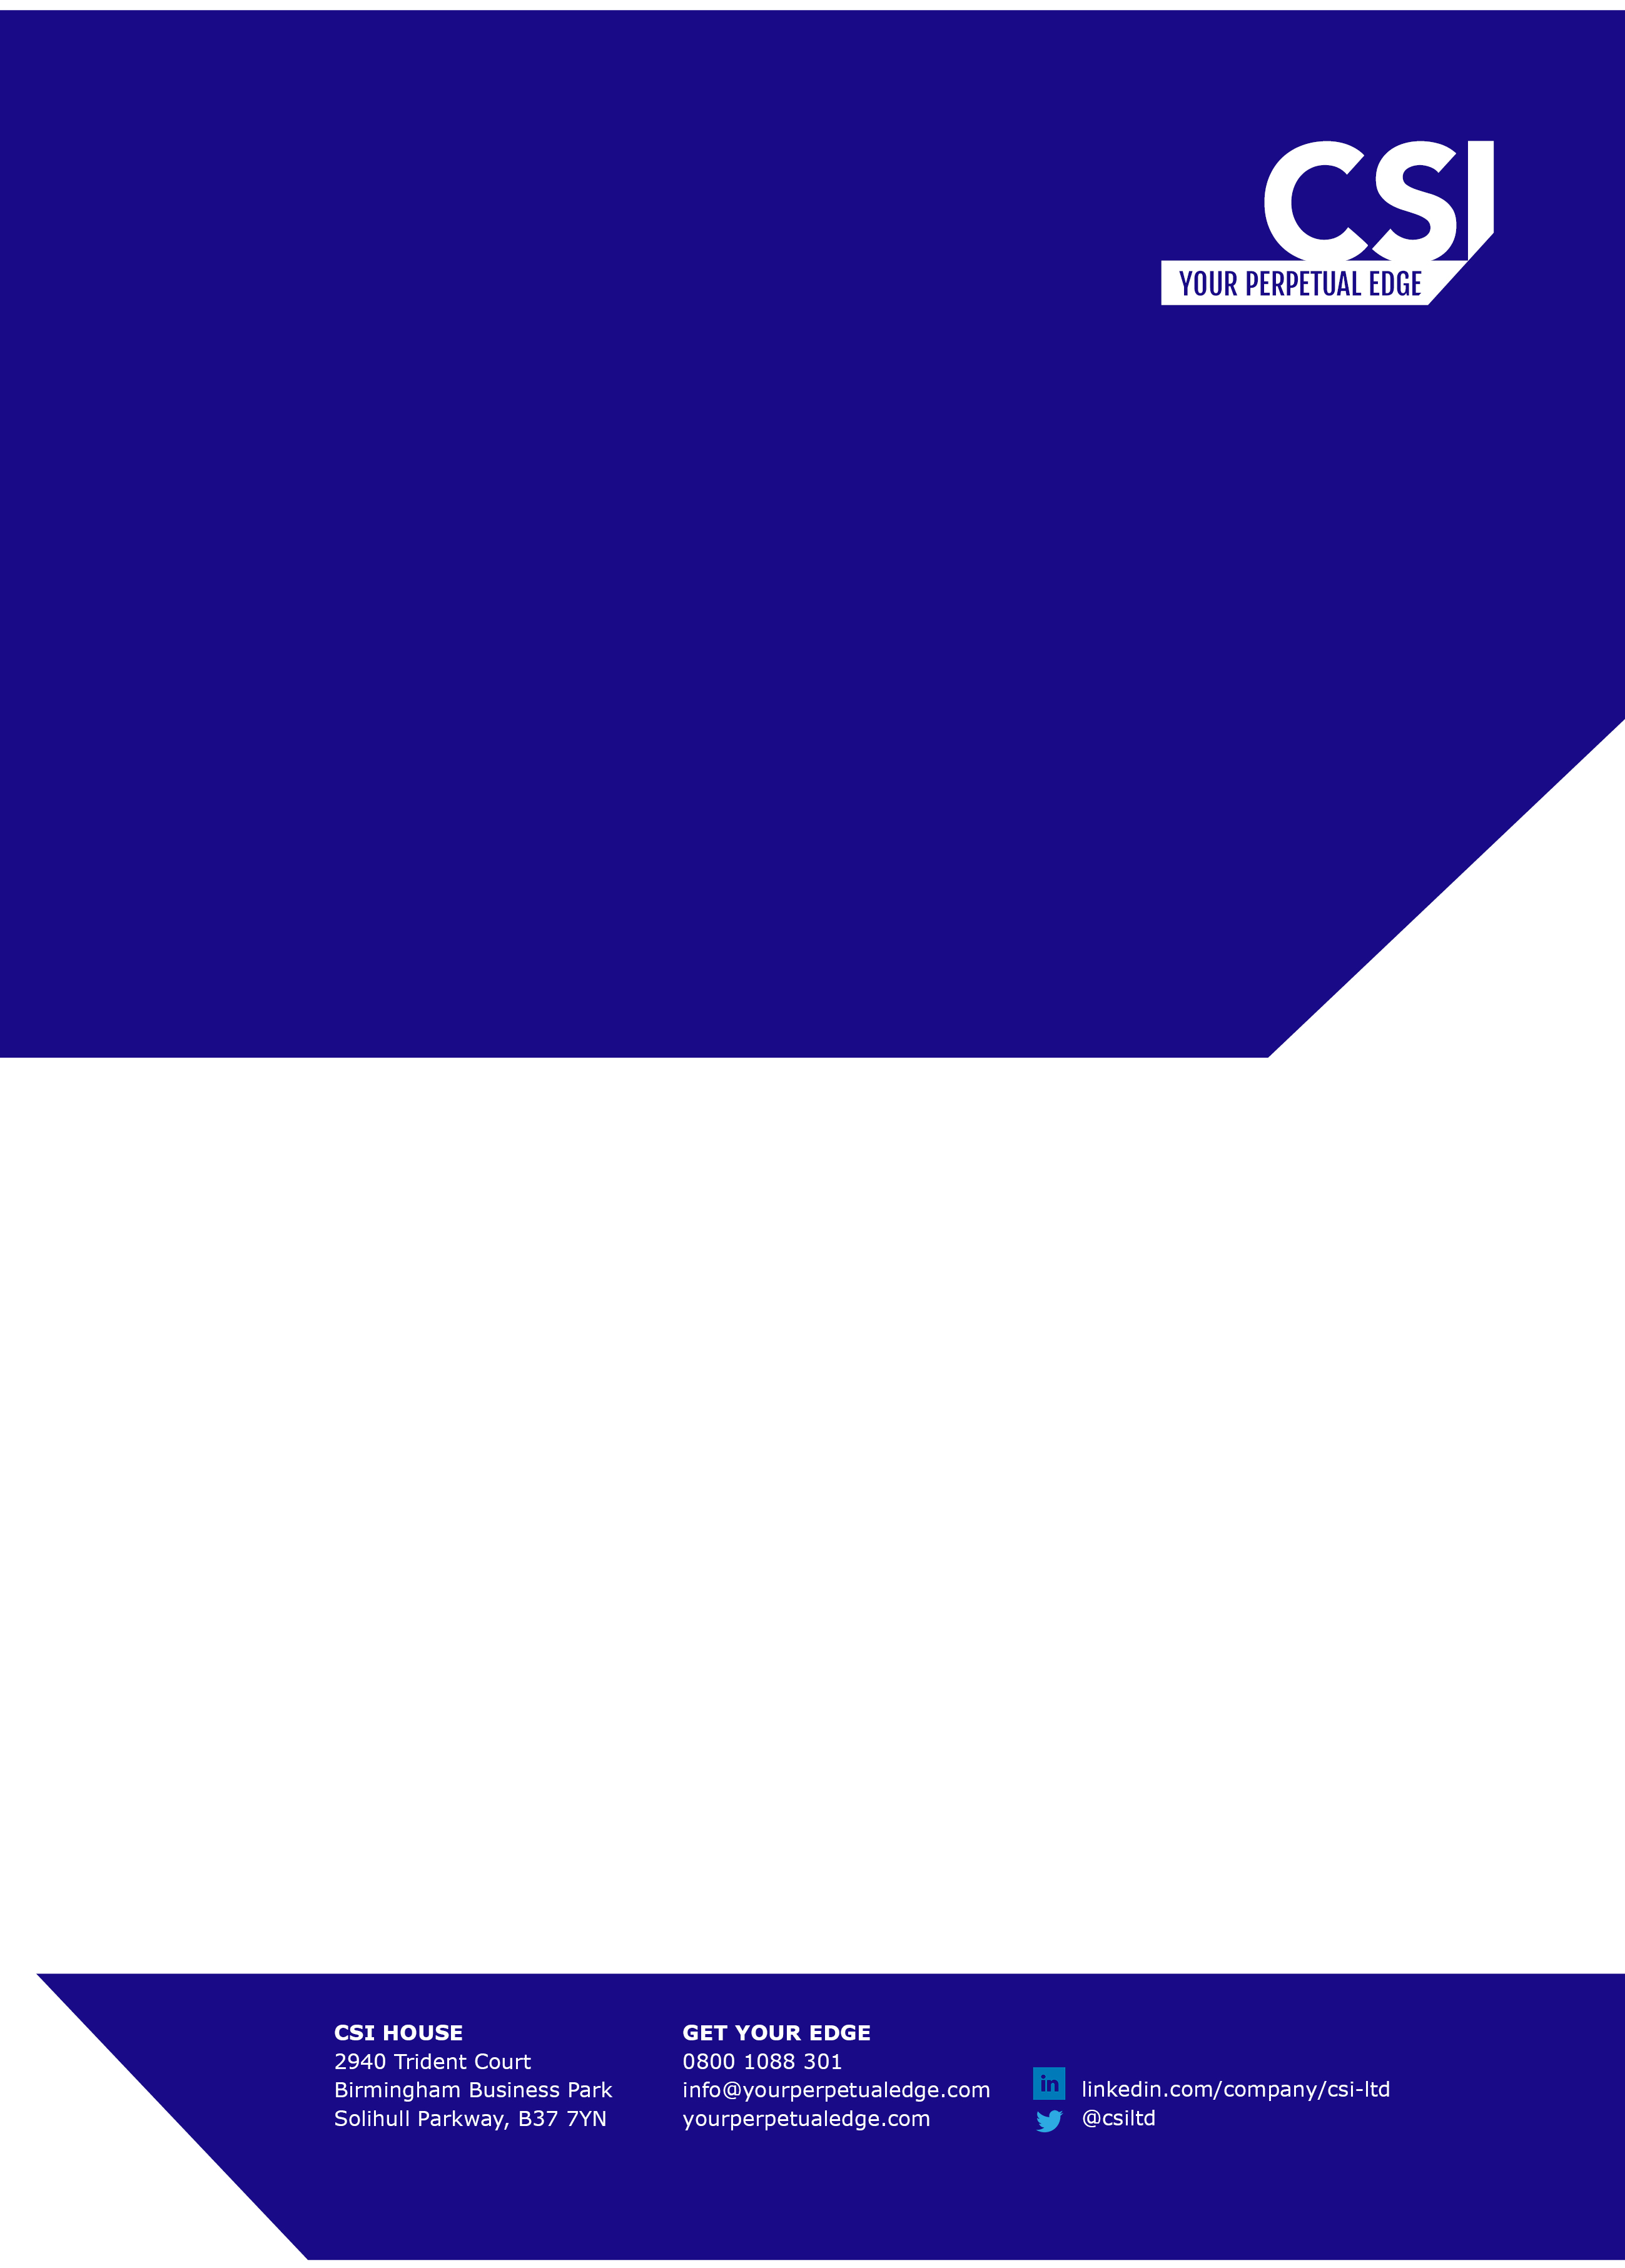 CSI
YOUR PERPETUAL EDGE
CSI HOUSE
2940 Trident Court
Birmingham Business Park
Solihull Parkway, B37 7YN
GET YOUR EDGE
0800 1088 301
info@yourperpetualedge.com
yourperpetualedge.com
in linkedin.com/company/csi-ltd
@csiltd